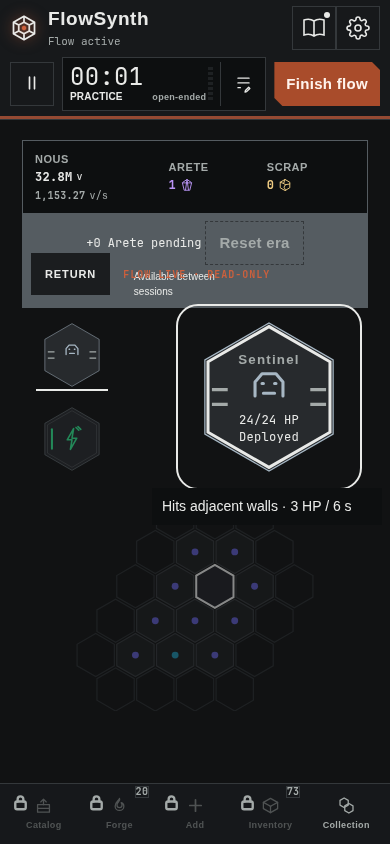 FlowSynth
Flow active
00:01
PRACTICE
open-ended
Finish flow
NOUS
32.8M v
1,153.27 v/s
ARETE
1
SCRAP
0
+0 Arete pending
Reset era
RETURN
FLOW LIVE · READ-ONLY
Available between
sessions
Sentinel
24/24 HP
Deployed
Hits adjacent walls · 3 HP / 6 s
Catalog
20
Forge
Add
73
Inventory
Collection